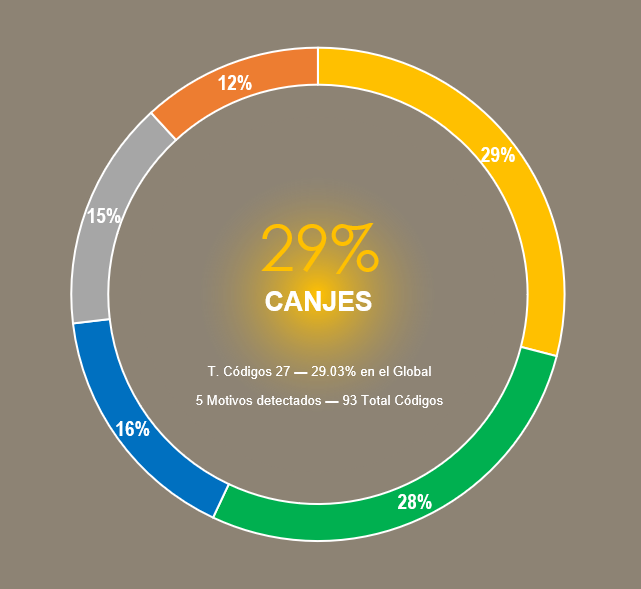 12%
29%
15%
29%
CANJES
T. Códigos 27 — 29.03% en el Global
5 Motivos detectados — 93 Total Códigos
16%
28%